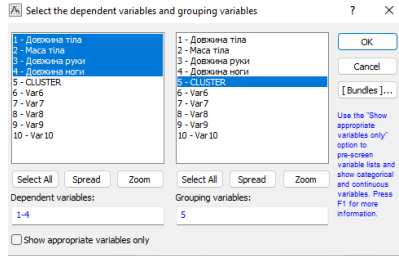 Select the dependent variables and grouping variables
?
1 - Довжина тіла
2 - Маса тіла
3 - Довжина руки
4 - Довжина ноги
5 - CLUSTER
6 - Var6
7 - Var7
8 - Var8
9 - Var9
10 - Var10
1 - Довжина тіла
2 - Маса тіла
3 - Довжина руки
4 - Довжина ноги
5 - CLUSTER
6 - Var6
7 - Var7
8 - Var8
9 - Var9
10 - Var10
Select All Spread Zoom
Select All Spread Zoom
Dependent variables:
1-4
Grouping variables:
5
Show appropriate variables only
OK
Cancel
[Bundles]...
Use the "Show
appropriate
variables only"
option to
pre-screen
variable lists and
show categorical
and continuous
variables. Press
F1 for more
information.